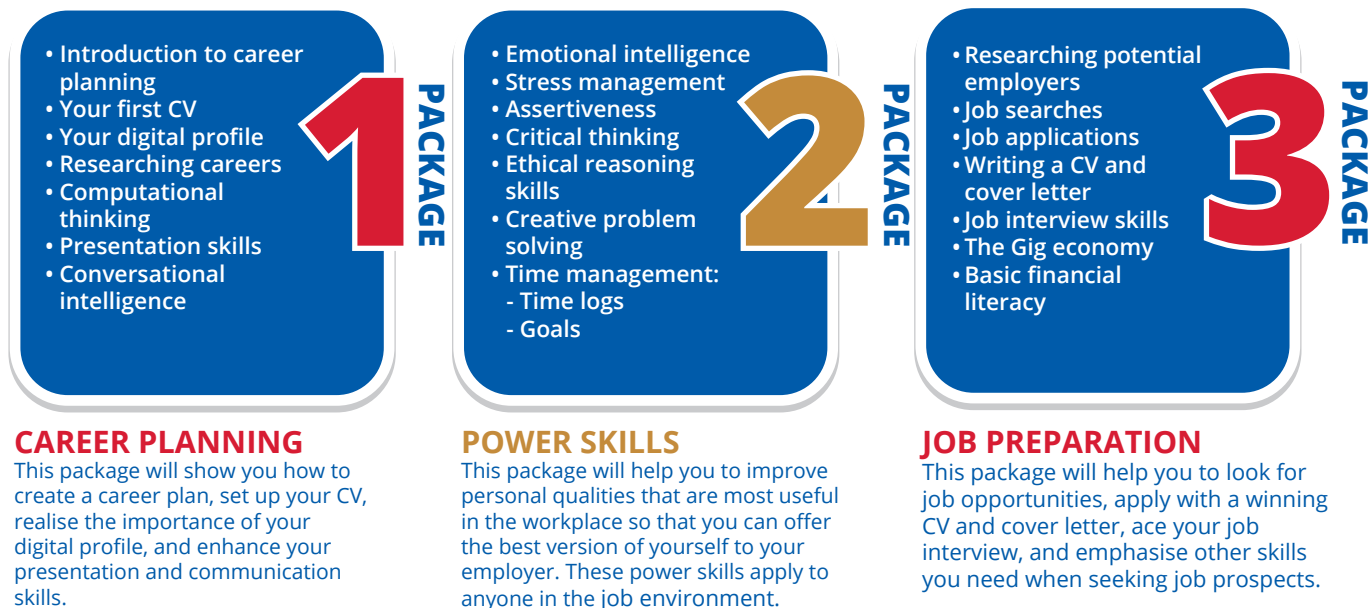 • Introduction to career
planning
• Your first CV
• Your digital profile
• Researching careers
• Computational
thinking
• Presentation skills
• Conversational
intelligence
1
PACKAGE
CAREER PLANNING
This package will show you how to
create a career plan, set up your CV,
realise the importance of your
digital profile, and enhance your
presentation and communication
skills.
• Emotional intelligence
• Stress management
• Assertiveness
• Critical thinking
• Ethical reasoning
skills
• Creative problem
solving
• Time management:
- Time logs
- Goals
2
PACKAGE
POWER SKILLS
This package will help you to improve
personal qualities that are most useful
in the workplace so that you can offer
the best version of yourself to your
employer. These power skills apply to
anyone in the job environment.
• Researching potential
employers
• Job searches
• Job applications
• Writing a CV and
cover letter
• Job interview skills
• The Gig economy
• Basic financial
literacy
3
PACKAGE
JOB PREPARATION
This package will help you to look for
job opportunities, apply with a winning
CV and cover letter, ace your job
interview, and emphasise other skills
you need when seeking job prospects.